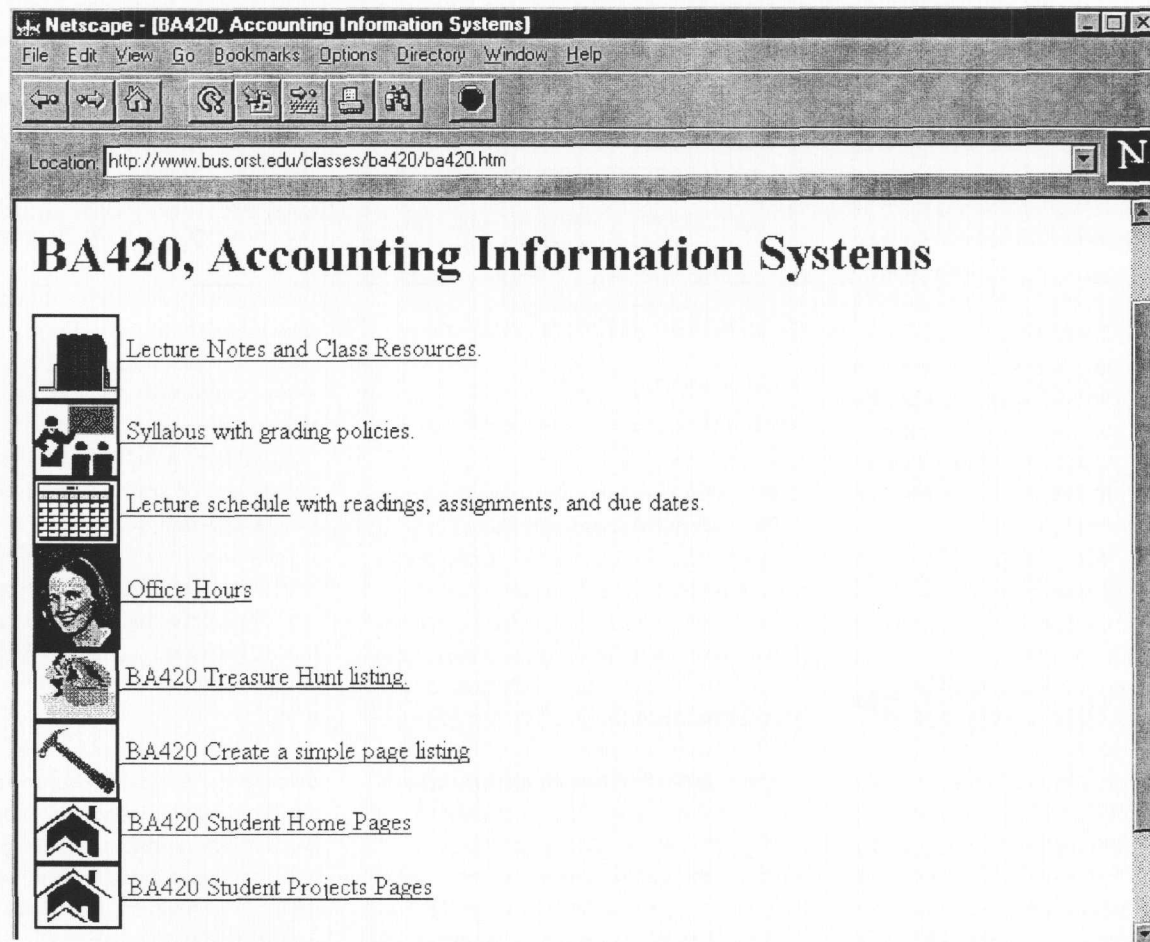 Netscape - [BA420, Accounting Information Systems]
File Edit View Go Bookmarks Options Directory Window Help
Location: http://www.bus.orst.edu/classes/ba420/ba420.htm
N
BA420, Accounting Information Systems
Lecture Notes and Class Resources.
Syllabus with grading policies.
Lecture schedule with readings, assignments, and due dates.
Office Hours
BA420 Treasure Hunt listing.
BA420 Create a simple page listing
BA420 Student Home Pages
BA420 Student Projects Pages